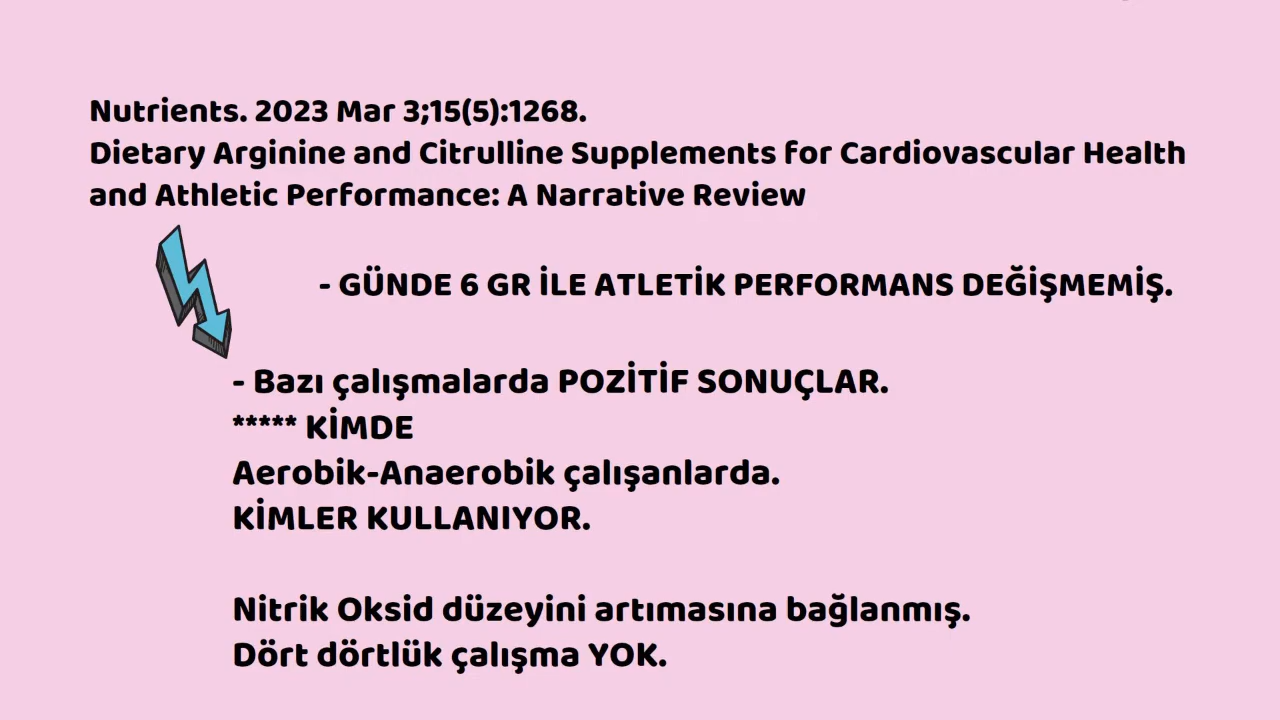 Nutrients. 2023 Mar 3;15(5):1268.
Dietary Arginine and Citrulline Supplements for Cardiovascular Health
and Athletic Performance: A Narrative Review
- GÜNDE 6 GR İLE ATLETİK PERFORMANS DEĞİŞMEMİŞ.
- Bazı çalışmalarda POZİTİF SONUÇLAR.
***** KİMDE
Aerobik-Anaerobik çalışanlarda.
KİMLER KULLANIYOR.
Nitrik Oksid düzeyini artımasına bağlanmış.
Dört dörtlük çalışma YOK.